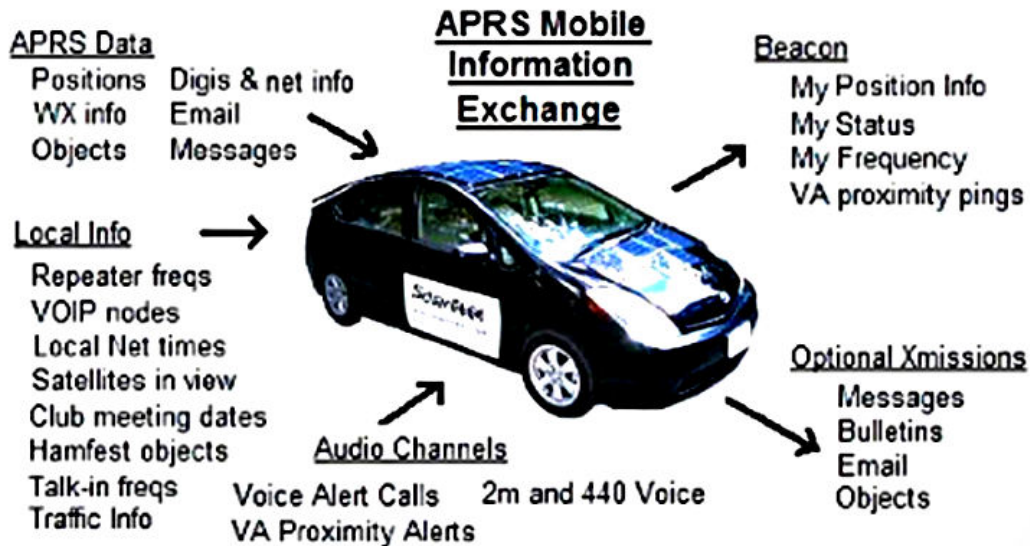 APRS Mobile
Information
Exchange
APRS Data
Positions Digis & net info
WX info Email
Objects Messages
Beacon
My Position Info
My Status
My Frequency
VA proximity pings
Local Info
Repeater freqs
VOIP nodes
Local Net times
Satellites in view
Club meeting dates
Hamfest objects
Talk-in freqs
Traffic Info
Audio Channels
Voice Alert Calls 2m and 440 Voice
VA Proximity Alerts
Optional Xmissions
Messages
Bulletins
Email
Objects